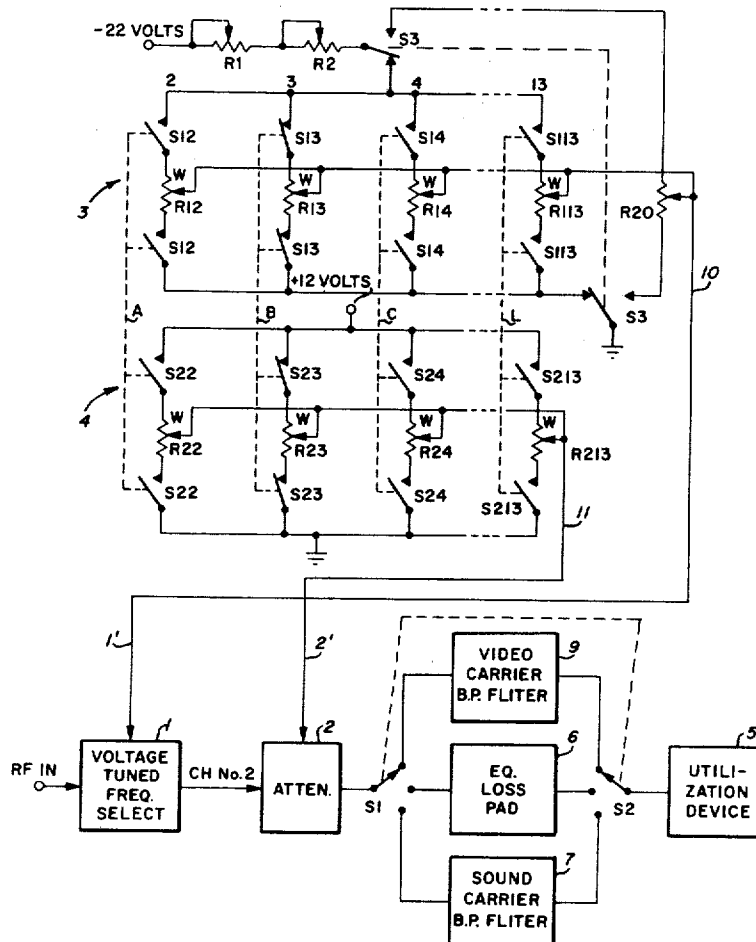 -22 VOLTS
S3
R1
R2
2
3
4
13
S12
S13
S14
S113
W
W
W
W
R12
R13
R14
R113
R20
3
S12
S13
S14
S113
+12 VOLTS
S3
10
A
B
C
L
S22
S23
S24
S213
4
W
W
W
W
R22
R23
R24
R213
S22
S23
S24
S213
11
1'
2'
VIDEO
CARRIER
B.P. FLITER
9
1
2
6
5
RF IN
VOLTAGE
TUNED
FREQ.
SELECT
CH No.2
ATTEN.
S1
EQ.
LOSS
PAD
S2
UTILI-
ZATION
DEVICE
7
SOUND
CARRIER
B.P. FLITER